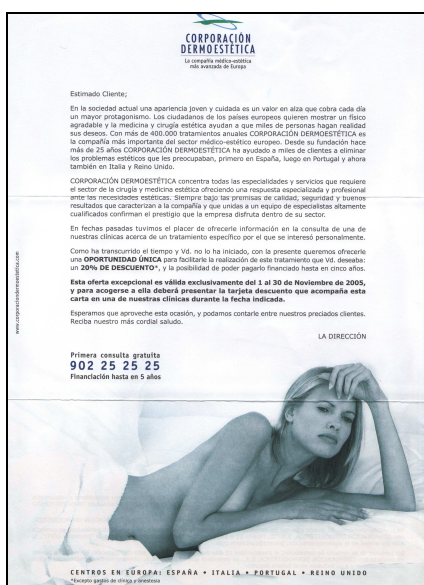 CORPORACIÓN
DERMOESTÉTICA
La compañía médico-estética
más avanzada de Europa
Estimado Cliente;
En la sociedad actual una apariencia joven y cuidada es un valor en alza que cobra cada día
un mayor protagonismo. Los ciudadanos de los países europeos quieren mostrar un físico
agradable y la medicina y cirugía estética ayudan a que miles de personas hagan realidad
sus deseos. Con más de 400.000 tratamientos anuales CORPORACIÓN DERMOESTÉTICA es
la compañía más importante del sector médico-estético europeo. Desde su fundación hace
más de 25 años CORPORACIÓN DERMOESTÉTICA ha ayudado a miles de clientes a eliminar
los problemas estéticos que les preocupaban, primero en España, luego en Portugal y ahora
también en Italia y Reino Unido.
CORPORACIÓN DERMOESTÉTICA concentra todas las especialidades y servicios que requiere
el sector de la cirugía y medicina estética ofreciendo una respuesta especializada y profesional
ante las necesidades estéticas. Siempre bajo las premisas de calidad, seguridad y buenos
resultados que caracterizan a la compañía y que unidas a un equipo de especialistas altamente
cualificados confirman el prestigio que la empresa disfruta dentro de su sector.
En fechas pasadas tuvimos el placer de ofrecerle información en la consulta de una de
nuestras clínicas acerca de un tratamiento específico por el que se interesó personalmente.
Como ha transcurrido el tiempo y Vd. no lo ha iniciado, con la presente queremos ofrecerle
una OPORTUNIDAD ÚNICA para facilitarle la realización de este tratamiento que Vd. deseaba:
un 20% DE DESCUENTO*, y la posibilidad de poder pagarlo financiado hasta en cinco años.
Esta oferta excepcional es válida exclusivamente del 1 al 30 de Noviembre de 2005,
y para acogerse a ella deberá presentar la tarjeta descuento que acompaña esta
carta en una de nuestras clínicas durante la fecha indicada.
Esperamos que aproveche esta ocasión, y podamos contarle entre nuestros preciados clientes.
Reciba nuestro más cordial saludo.
LA DIRECCIÓN
www.corporaciondermoestetica.com
Primera consulta gratuita
902 25 25 25
Financiación hasta en 5 años
CENTROS EN EUROPA: ESPAÑA • ITALIA • PORTUGAL • REINO UNIDO
*Excepto gastos de clínica y anestesia